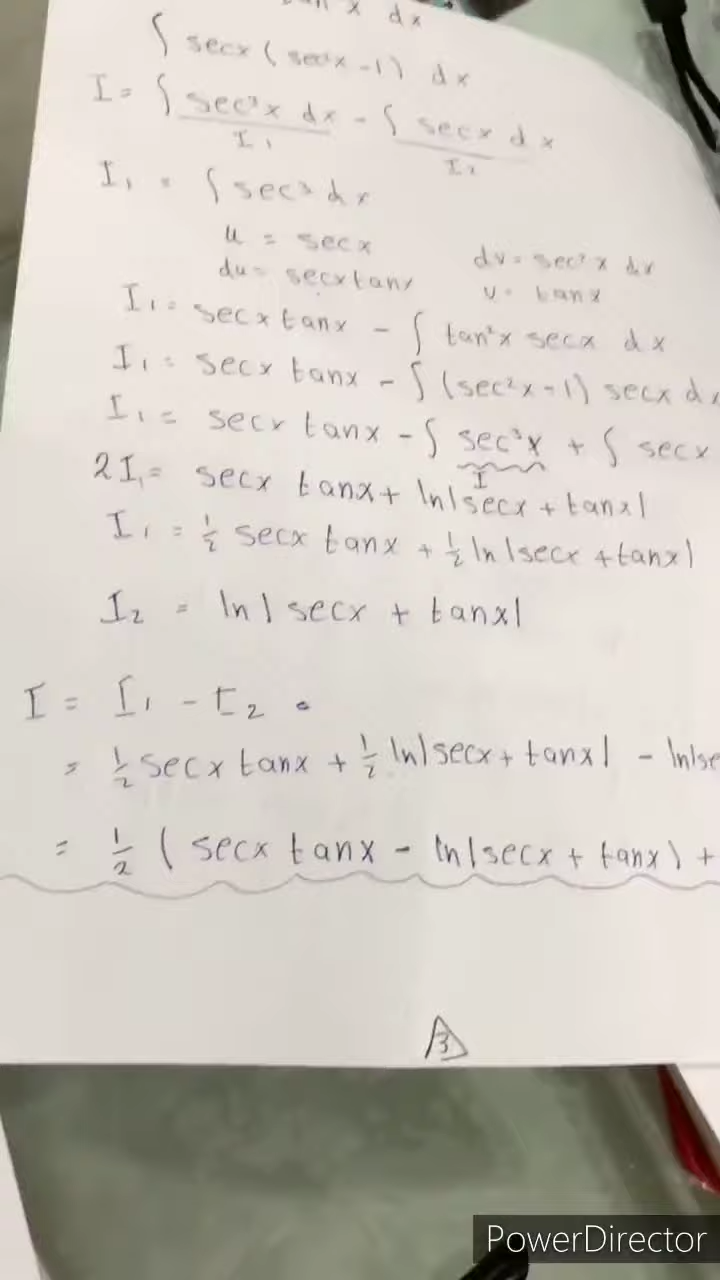 x dx
∫ secx (sec²x -1) dx
I = ∫ sec³x dx - ∫ secx dx
I₁ I₂
I₁ = ∫ sec³ dx
u = secx dv = sec²x dx
du = secxtanx v = tanx
I₁ = secxtanx - ∫ tan²x secx dx
I₁ = secx tanx - ∫ (sec²x -1) secx dx
I₁ = secx tanx - ∫ sec³x + ∫ secx
I
2I₁ = secx tanx + ln|secx + tanx|
I₁ = ½ secx tanx + ½ ln|secx + tanx|
I₂ = ln|secx + tanx|
I = I₁ - I₂
= ½ secx tanx + ½ ln|secx + tanx| - ln|se
= ½ ( secx tanx - ln|secx + tanx) +
3
PowerDirector